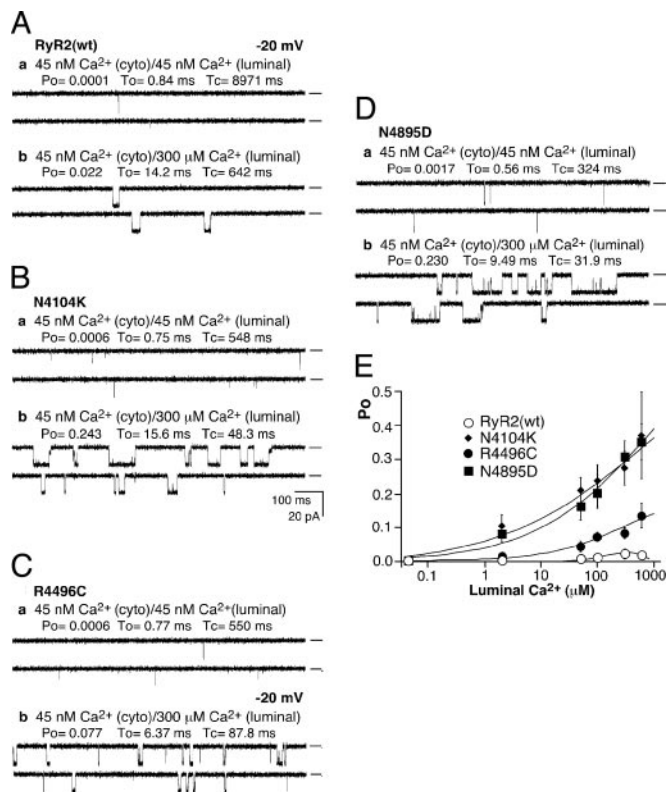 A
RyR2(wt) -20 mV
a 45 nM Ca2+ (cyto)/45 nM Ca2+ (luminal)
Po= 0.0001 To= 0.84 ms Tc= 8971 ms
b 45 nM Ca2+ (cyto)/300 μM Ca2+ (luminal)
Po= 0.022 To= 14.2 ms Tc= 642 ms
B
N4104K
a 45 nM Ca2+ (cyto)/45 nM Ca2+ (luminal)
Po= 0.0006 To= 0.75 ms Tc= 548 ms
b 45 nM Ca2+ (cyto)/300 μM Ca2+ (luminal)
Po= 0.243 To= 15.6 ms Tc= 48.3 ms
100 ms
20 pA
C
R4496C
a 45 nM Ca2+ (cyto)/45 nM Ca2+(luminal)
Po= 0.0006 To= 0.77 ms Tc= 550 ms
-20 mV
b 45 nM Ca2+ (cyto)/300 μM Ca2+ (luminal)
Po= 0.077 To= 6.37 ms Tc= 87.8 ms
D
N4895D
a 45 nM Ca2+ (cyto)/45 nM Ca2+ (luminal)
Po= 0.0017 To= 0.56 ms Tc= 324 ms
b 45 nM Ca2+ (cyto)/300 μM Ca2+ (luminal)
Po= 0.230 To= 9.49 ms Tc= 31.9 ms
E
Po
0.5
0.4
0.3
0.2
0.1
0
RyR2(wt)
N4104K
R4496C
N4895D
0.1 1 10 100 1000
Luminal Ca2+ (μM)